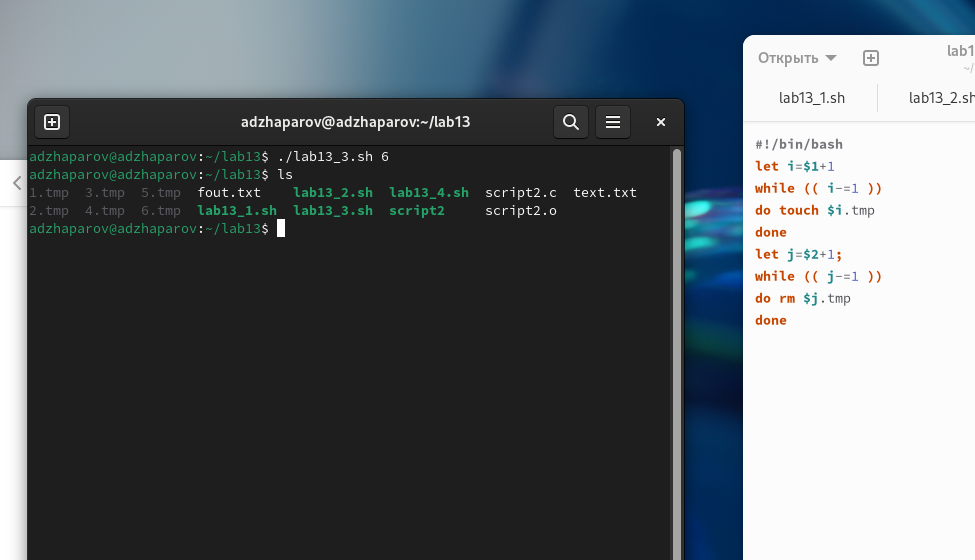 adzhaparov@adzhaparov:~/lab13
adzhaparov@adzhaparov:~/lab13$ ./lab13_3.sh 6
adzhaparov@adzhaparov:~/lab13$ ls
1.tmp 3.tmp 5.tmp fout.txt lab13_2.sh lab13_4.sh script2.c text.txt
2.tmp 4.tmp 6.tmp lab13_1.sh lab13_3.sh script2 script2.o
adzhaparov@adzhaparov:~/lab13$
Открыть
lab1
~/
lab13_1.sh lab13_2.sh
#!/bin/bash
let i=$1+1
while (( i-=1 ))
do touch $i.tmp
done
let j=$2+1;
while (( j-=1 ))
do rm $j.tmp
done